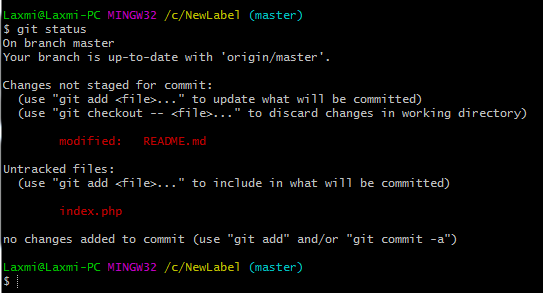 Laxmi@Laxmi-PC MINGW32 /c/NewLabel (master)
$ git status
On branch master
Your branch is up-to-date with 'origin/master'.
Changes not staged for commit:
  (use "git add <file>..." to update what will be committed)
  (use "git checkout -- <file>..." to discard changes in working directory)
        modified:   README.md
Untracked files:
  (use "git add <file>..." to include in what will be committed)
        index.php
no changes added to commit (use "git add" and/or "git commit -a")
Laxmi@Laxmi-PC MINGW32 /c/NewLabel (master)
$